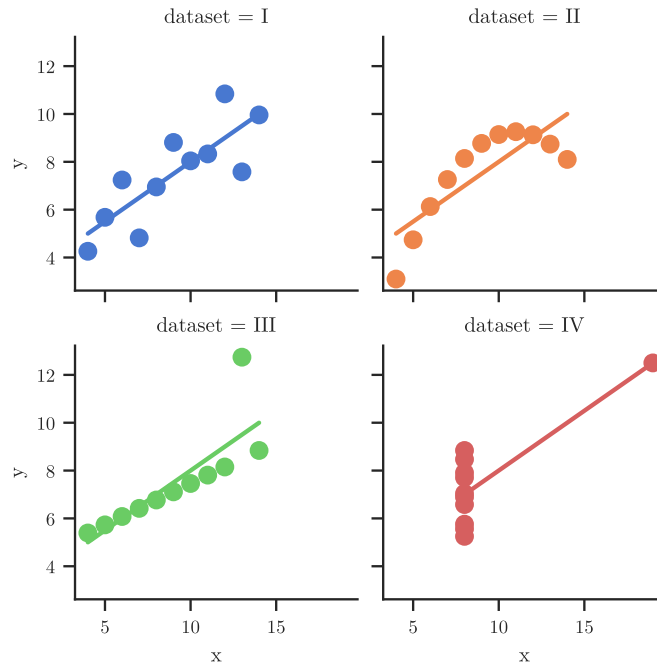 dataset = I
dataset = II
12
10
8
6
4
y
dataset = III
dataset = IV
12
10
8
6
4
y
5
10
15
5
10
15
x
x